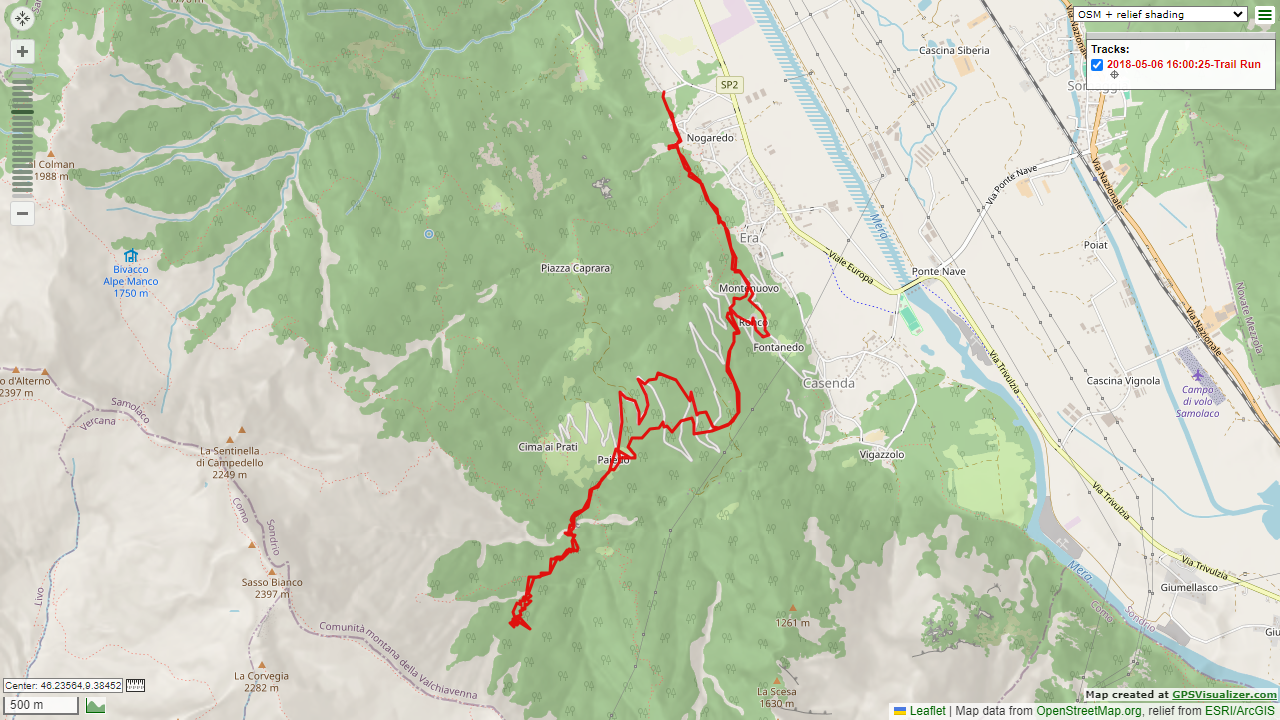 1770 m
OSM + relief shading
Tracks:
2018-05-06 16:00:25-Trail Run
Cascina Siberia
SP2
Nogaredo
Via Ponte Nave
Via Nazionale
Colman
1988 m
Mera
Era
Viale Europa
Poiat
Ponte Nave
Bivacco
Alpe Manco
1750 m
Piazza Caprara
Montenuovo
Ronco
Fontanedo
Novate Mezzola
Via Nazionale
Via Trivulzia
o d'Alterno
2397 m
Casenda
Cascina Vignola
Campo
di volo
Samolaco
Samolaco
Vercana
La Sentinella
di Campedello
2249 m
Cima ai Prati
Paiedo
Vigazzolo
Via Trivulzia
Como
Sondrio
Livo
Sasso Bianco
2397 m
Mera
Via Trivulzia
Giumellasco
Como
Sondrio
Giu
Comunità montana della Valchiavenna
1261 m
La Corvegia
2282 m
La Scesa
1630 m
Center: 46.23564,9.38452
500 m
Map created at GPSVisualizer.com
Leaflet | Map data from OpenStreetMap.org, relief from ESRI/ArcGIS